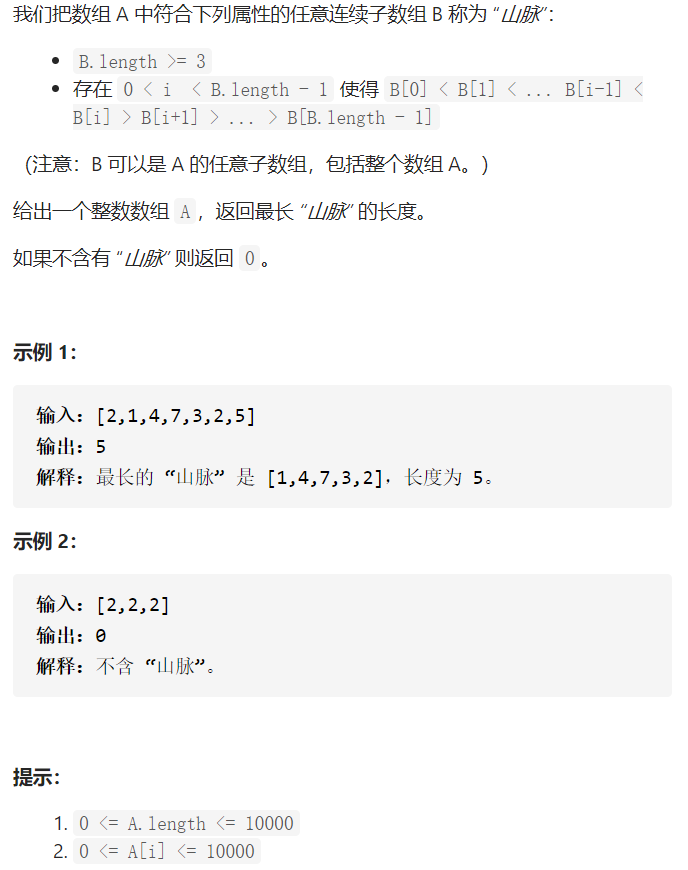 我们把数组 A 中符合下列属性的任意连续子数组 B 称为 “山脉”：
• B.length >= 3
• 存在 0 < i < B.length - 1 使得 B[0] < B[1] < ... B[i-1] <
B[i] > B[i+1] > ... > B[B.length - 1]
（注意：B 可以是 A 的任意子数组，包括整个数组 A。）
给出一个整数数组 A，返回最长 “山脉” 的长度。
如果不含有 “山脉” 则返回 0。
示例 1：
输入：[2,1,4,7,3,2,5]
输出：5
解释：最长的 “山脉” 是 [1,4,7,3,2]，长度为 5。
示例 2：
输入：[2,2,2]
输出：0
解释：不含 “山脉”。
提示：
1. 0 <= A.length <= 10000
2. 0 <= A[i] <= 10000